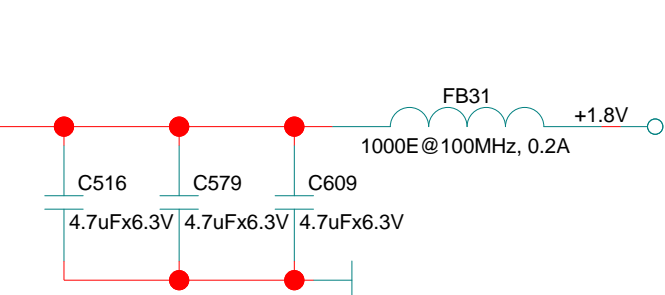 FB31
+1.8V
1000E@100MHz, 0.2A
C516
C579
C609
4.7uFx6.3V
4.7uFx6.3V
4.7uFx6.3V